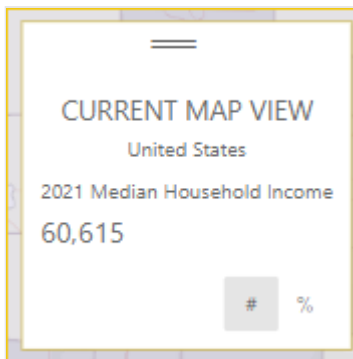 CURRENT MAP VIEW
United States
2021 Median Household Income
60,615
# %